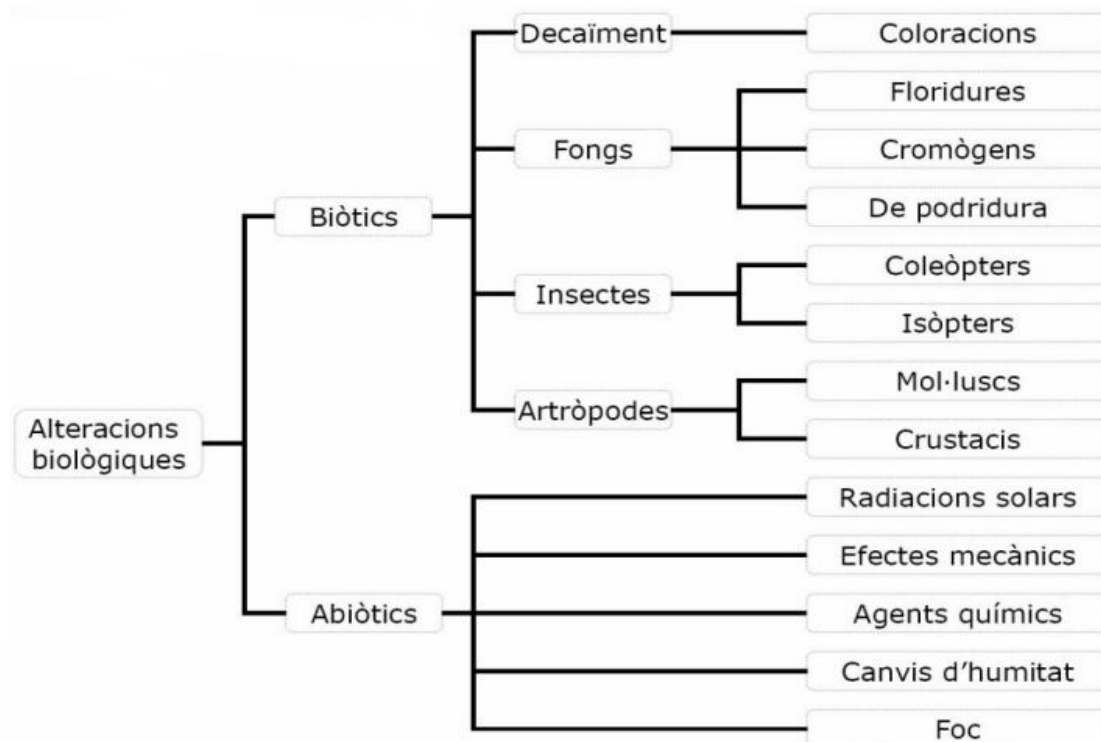 Alteracions
biològiques
Biòtics
Decaïment
Coloracions
Fongs
Floridures
Cromògens
De podridura
Insectes
Coleòpters
Isòpters
Artròpodes
Mol·luscs
Crustacis
Abiòtics
Radiacions solars
Efectes mecànics
Agents químics
Canvis d’humitat
Foc